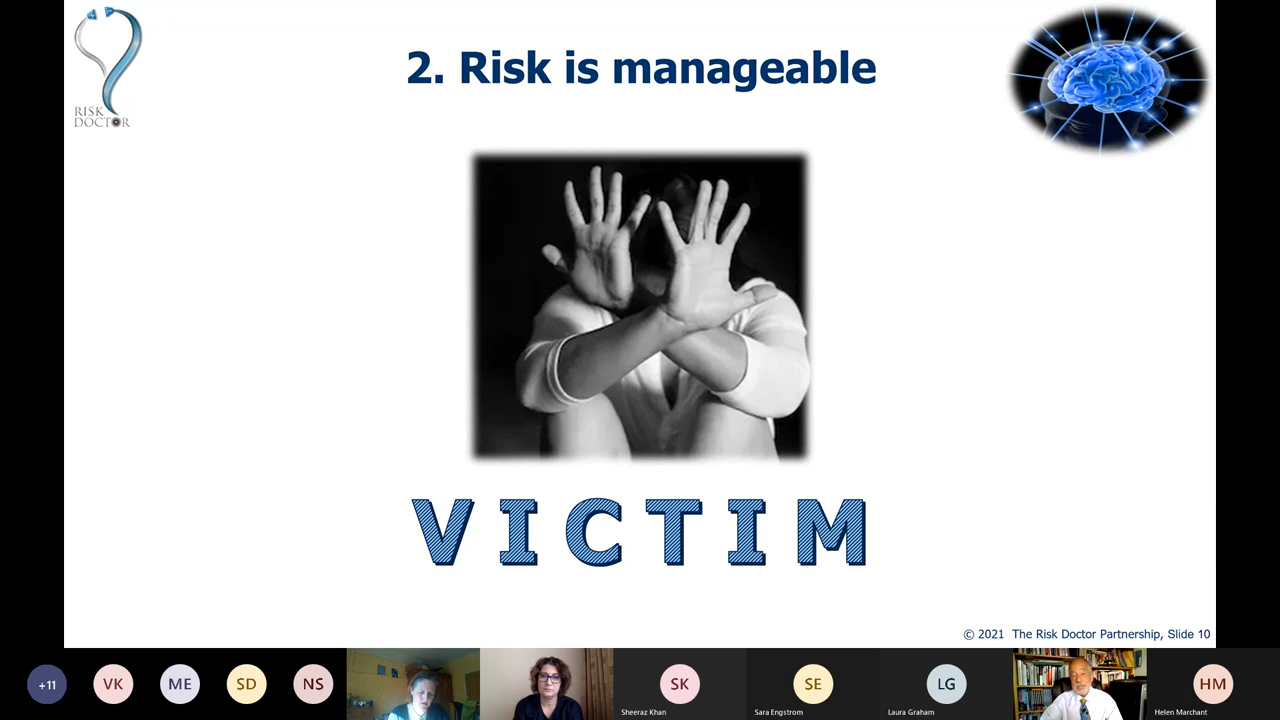 RISK
DOCTOR
2. Risk is manageable
VICTIM
© 2021 The Risk Doctor Partnership, Slide 10
+11
VK
ME
SD
NS
SK
SE
LG
HM
Sheeraz Khan
Sara Engstrom
Laura Graham
Helen Marchant